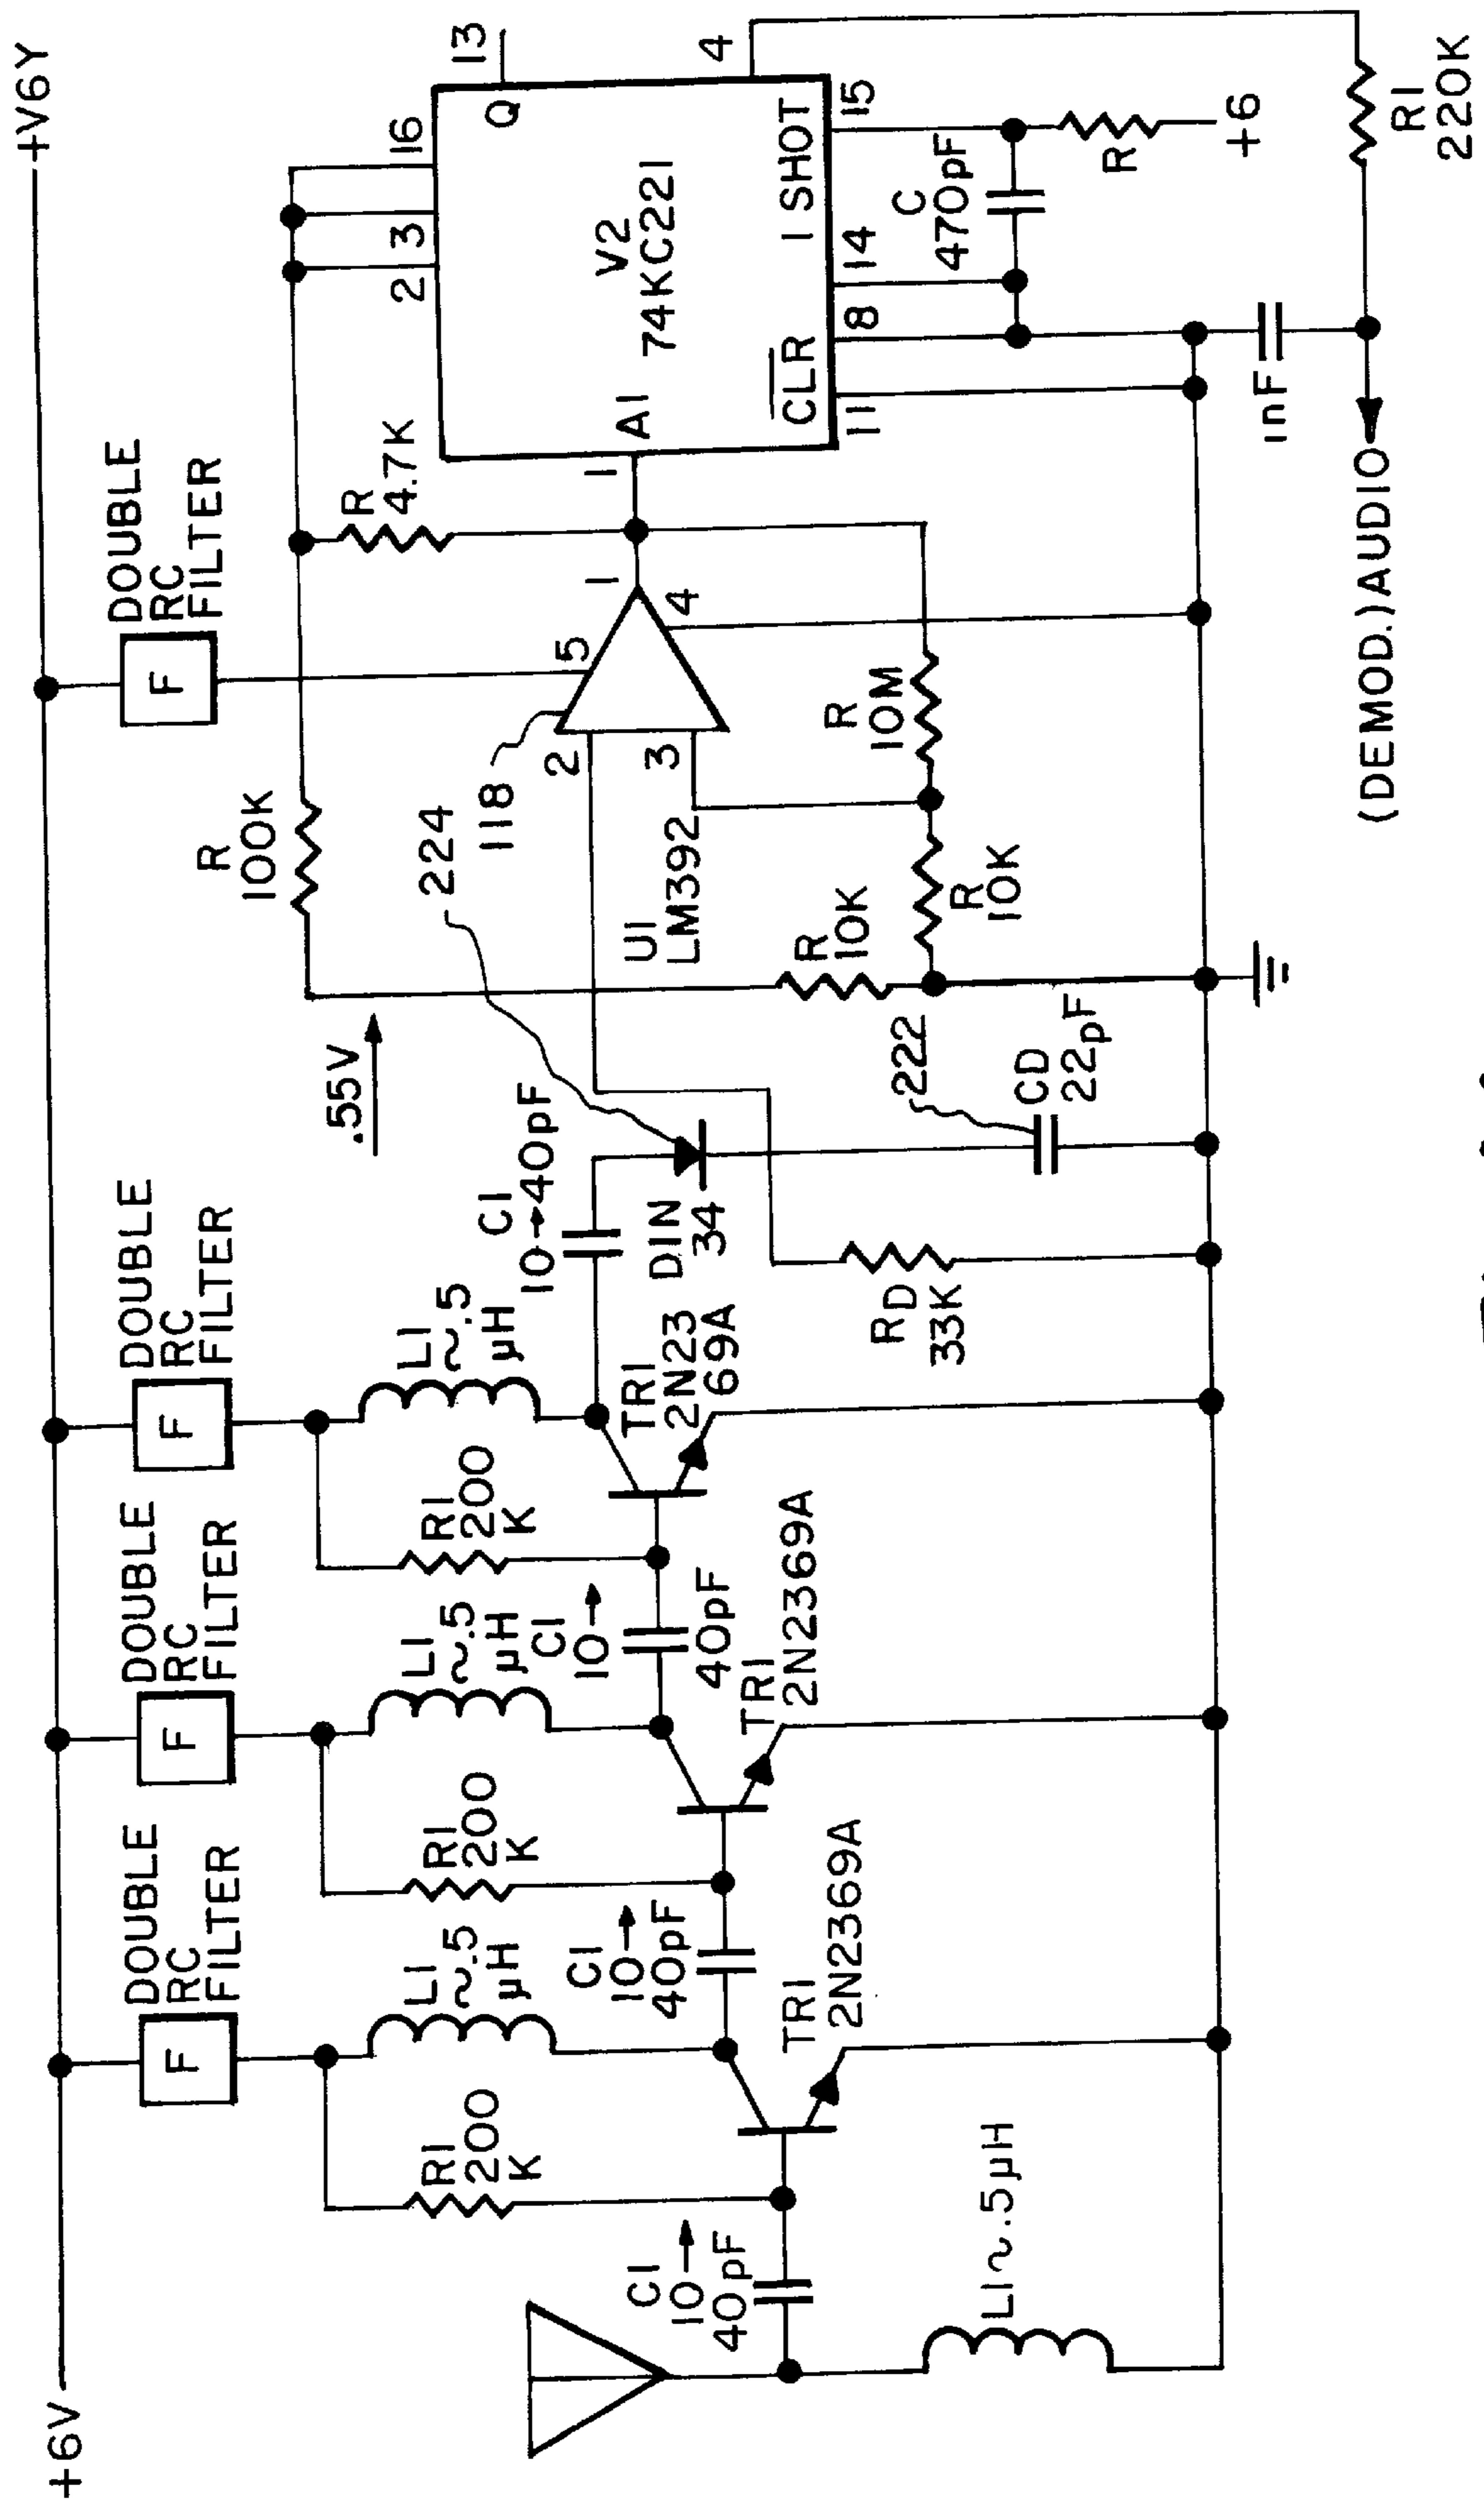 +6V
+V6Y
DOUBLE
RC
FILTER
F
DOUBLE
RC
FILTER
F
DOUBLE
RC
FILTER
F
DOUBLE
RC
FILTER
F
R1
200
K
L1
~.5
µH
R1
200
K
L1
~.5
µH
R1
200
K
L1
~.5
µH
C1
10→
40pF
C1
10→
40pF
C1
10→
40pF
C1
10→40pF
TR1
2N2369A
TR1
2N2369A
TR1
2N23
69A
L1~.5µH
DIN
34
224
.55V
RD
33K
222
CD
22pF
R
100K
118
U1
LM392
2
3
5
4
1
R
10K
R
10K
R
10M
R
4.7K
1
A1
2
3
16
V2
74KC221
1 SHOT
Q
13
4
CLR
11
8
14
15
C
470pF
R
+6
1nF
R1
220K
(DEMOD.) AUDIO